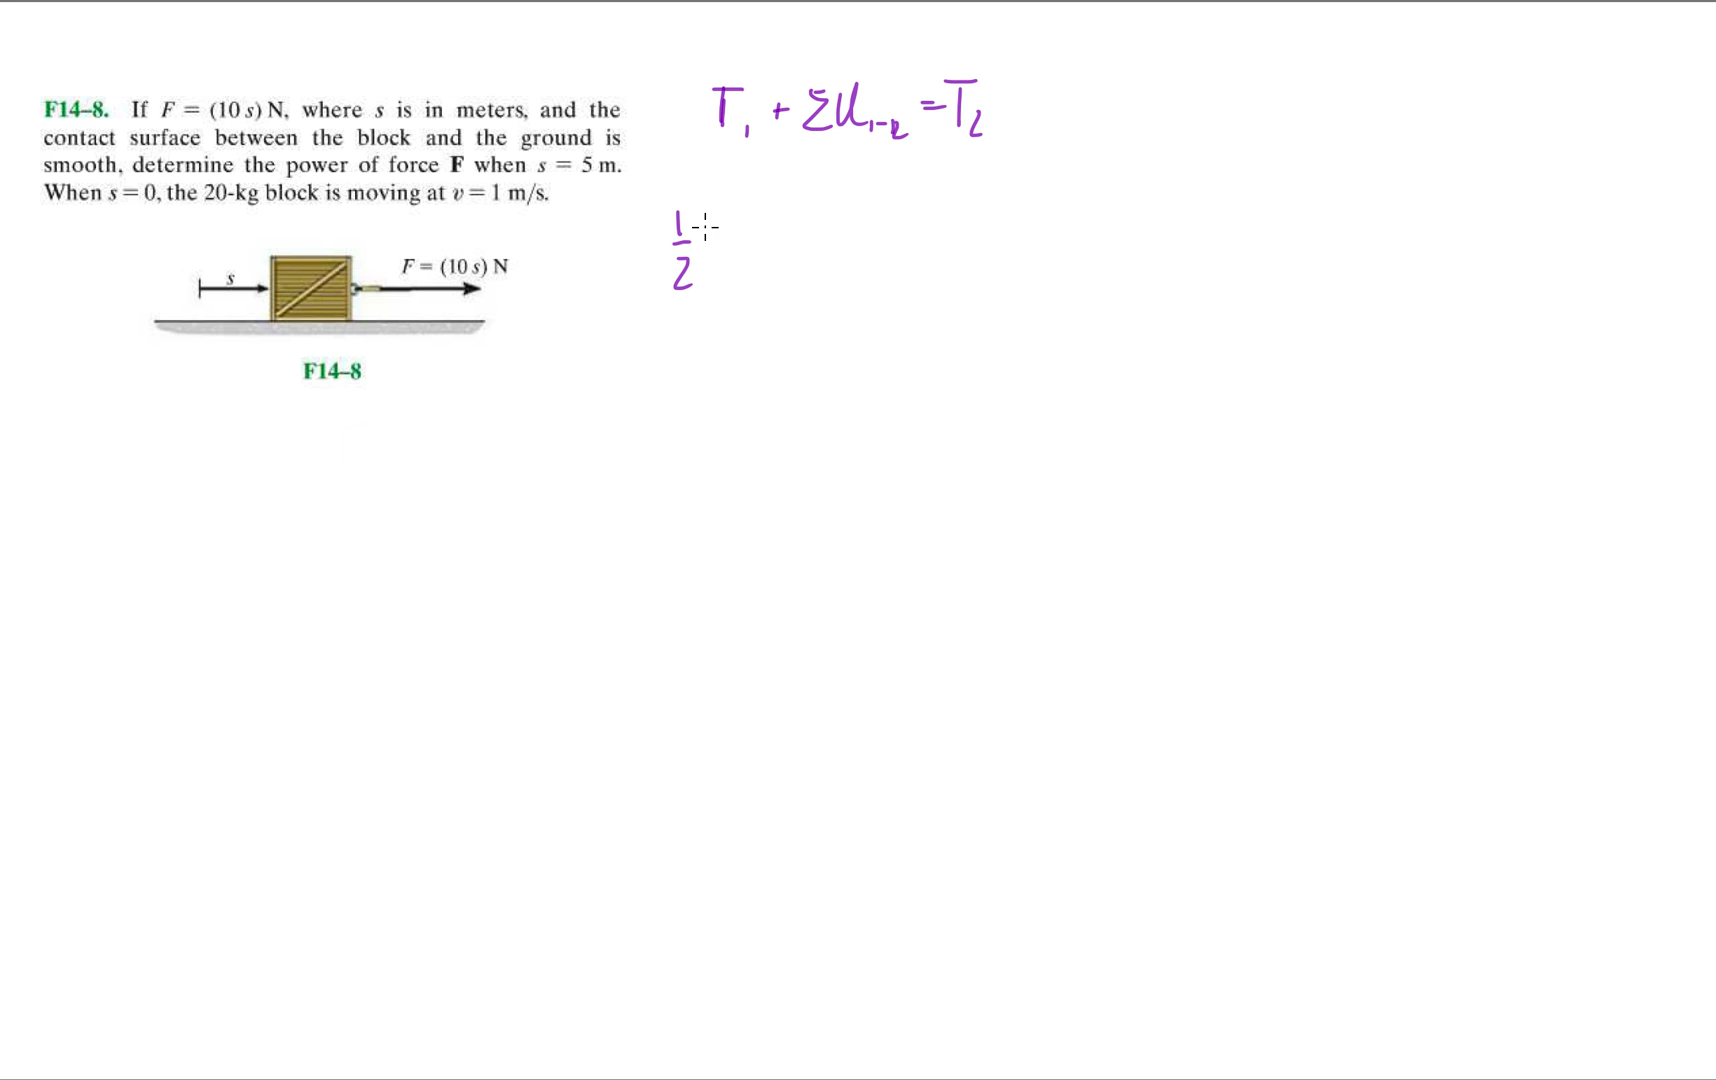 F14–8. If F = (10 s) N, where s is in meters, and the
contact surface between the block and the ground is
smooth, determine the power of force F when s = 5 m.
When s = 0, the 20-kg block is moving at v = 1 m/s.
s
F = (10 s) N
F14–8
T₁ + ΣU₁₋₂ = T₂
1
2